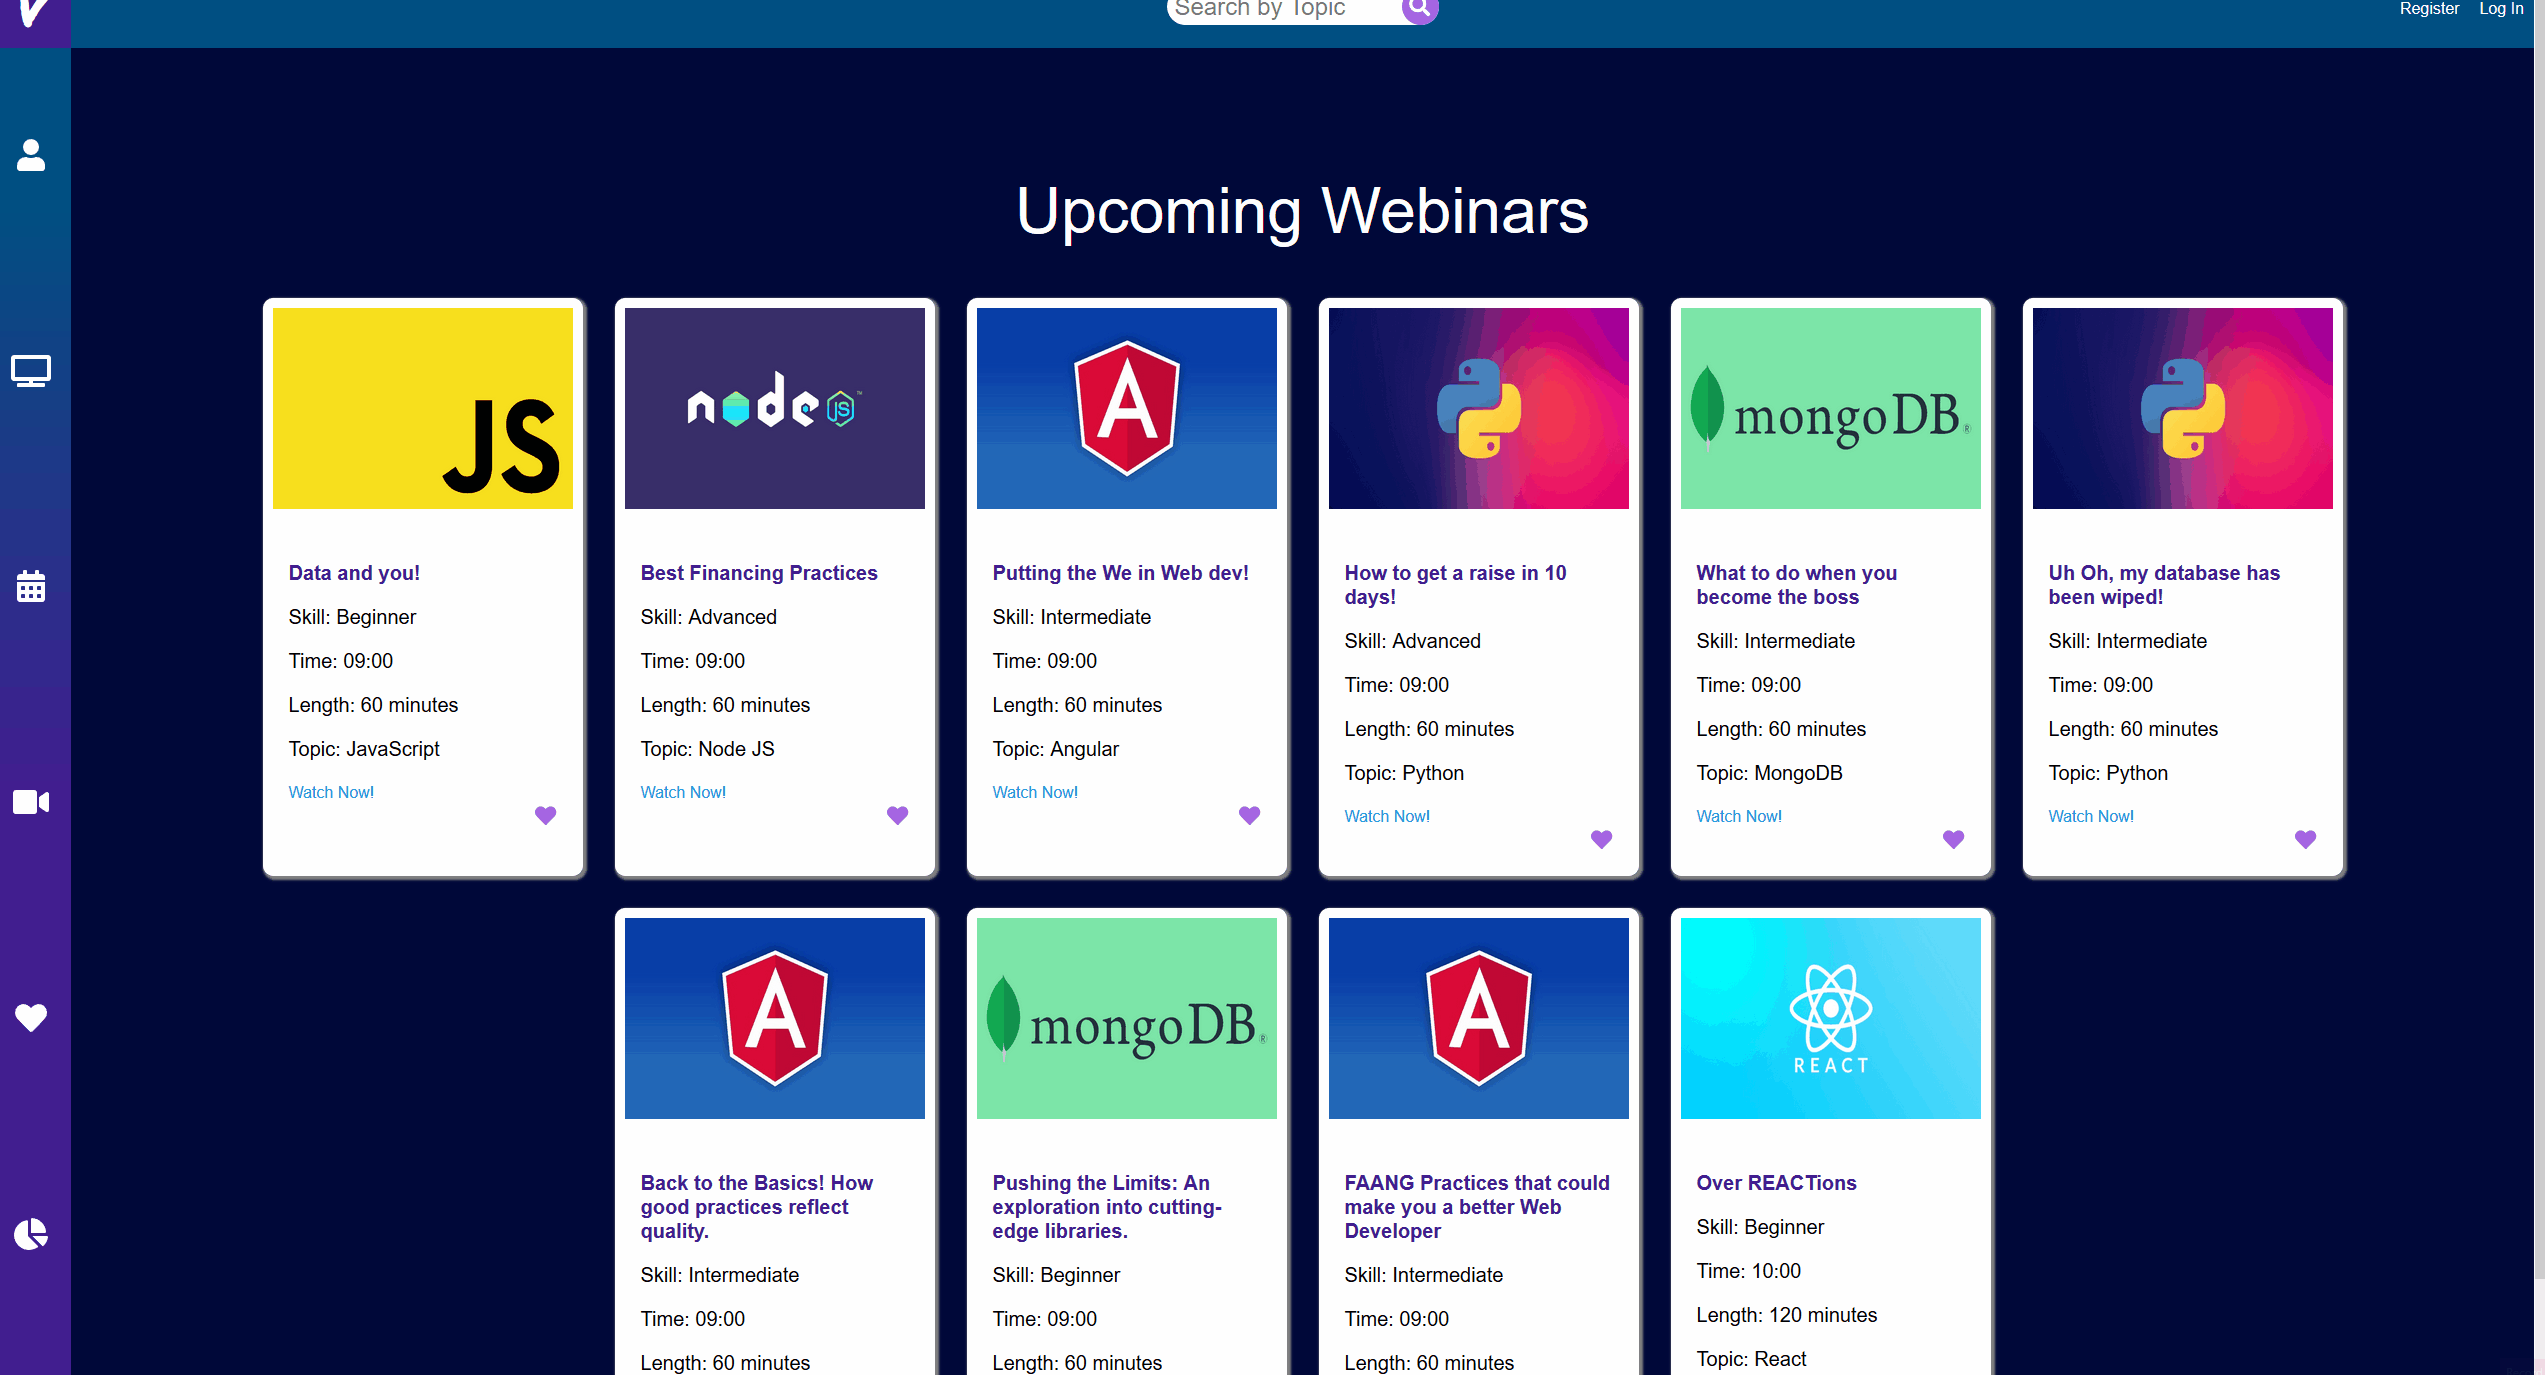 Search by Topic
Register Log In
Upcoming Webinars
JS
Data and you!
Skill: Beginner
Time: 09:00
Length: 60 minutes
Topic: JavaScript
Watch Now!
node JS ™
Best Financing Practices
Skill: Advanced
Time: 09:00
Length: 60 minutes
Topic: Node JS
Watch Now!
A
Putting the We in Web dev!
Skill: Intermediate
Time: 09:00
Length: 60 minutes
Topic: Angular
Watch Now!
How to get a raise in 10
days!
Skill: Advanced
Time: 09:00
Length: 60 minutes
Topic: Python
Watch Now!
mongoDB®
What to do when you
become the boss
Skill: Intermediate
Time: 09:00
Length: 60 minutes
Topic: MongoDB
Watch Now!
Uh Oh, my database has
been wiped!
Skill: Intermediate
Time: 09:00
Length: 60 minutes
Topic: Python
Watch Now!
A
Back to the Basics! How
good practices reflect
quality.
Skill: Intermediate
Time: 09:00
Length: 60 minutes
mongoDB®
Pushing the Limits: An
exploration into cutting-
edge libraries.
Skill: Beginner
Time: 09:00
Length: 60 minutes
A
FAANG Practices that could
make you a better Web
Developer
Skill: Intermediate
Time: 09:00
Length: 60 minutes
REACT
Over REACTions
Skill: Beginner
Time: 10:00
Length: 120 minutes
Topic: React